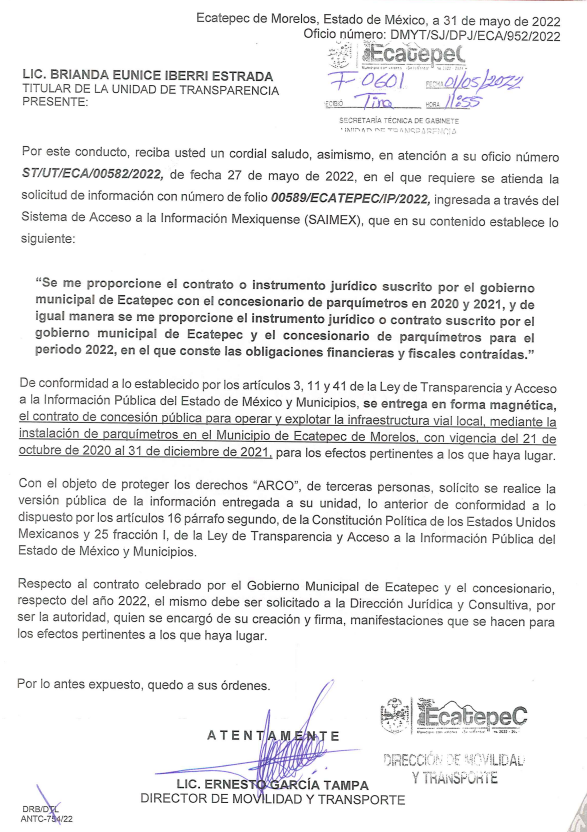 Ecatepec de Morelos, Estado de México, a 31 de mayo de 2022
Oficio número: DMYT/SJ/DPJ/ECA/952/2022
Ecatepec
F 0601 FECHA 01/05/2022
RECIBIÓ Tina HORA 11:55
SECRETARÍA TÉCNICA DE GABINETE
UNIDAD DE TRANSPARENCIA
LIC. BRIANDA EUNICE IBERRI ESTRADA
TITULAR DE LA UNIDAD DE TRANSPARENCIA
PRESENTE:
Por este conducto, reciba usted un cordial saludo, asimismo, en atención a su oficio número
ST/UT/ECA/00582/2022, de fecha 27 de mayo de 2022, en el que requiere se atienda la
solicitud de información con número de folio 00589/ECATEPEC/IP/2022, ingresada a través del
Sistema de Acceso a la Información Mexiquense (SAIMEX), que en su contenido establece lo
siguiente:
“Se me proporcione el contrato o instrumento jurídico suscrito por el gobierno
municipal de Ecatepec con el concesionario de parquímetros en 2020 y 2021, y de
igual manera se me proporcione el instrumento jurídico o contrato suscrito por el
gobierno municipal de Ecatepec y el concesionario de parquímetros para el
periodo 2022, en el que conste las obligaciones financieras y fiscales contraídas.”
De conformidad a lo establecido por los artículos 3, 11 y 41 de la Ley de Transparencia y Acceso
a la Información Pública del Estado de México y Municipios, se entrega en forma magnética,
el contrato de concesión pública para operar y explotar la infraestructura vial local, mediante la
instalación de parquímetros en el Municipio de Ecatepec de Morelos, con vigencia del 21 de
octubre de 2020 al 31 de diciembre de 2021, para los efectos pertinentes a los que haya lugar.
Con el objeto de proteger los derechos “ARCO”, de terceras personas, solicito se realice la
versión pública de la información entregada a su unidad, lo anterior de conformidad a lo
dispuesto por los artículos 16 párrafo segundo, de la Constitución Política de los Estados Unidos
Mexicanos y 25 fracción I, de la Ley de Transparencia y Acceso a la Información Pública del
Estado de México y Municipios.
Respecto al contrato celebrado por el Gobierno Municipal de Ecatepec y el concesionario,
respecto del año 2022, el mismo debe ser solicitado a la Dirección Jurídica y Consultiva, por
ser la autoridad, quien se encargó de su creación y firma, manifestaciones que se hacen para
los efectos pertinentes a los que haya lugar.
Por lo antes expuesto, quedo a sus órdenes.
ATENTAMENTE
LIC. ERNESTO GARCÍA TAMPA
DIRECTOR DE MOVILIDAD Y TRANSPORTE
Ecatepec
DIRECCIÓN DE MOVILIDAD
Y TRANSPORTE
ANTC-754/22